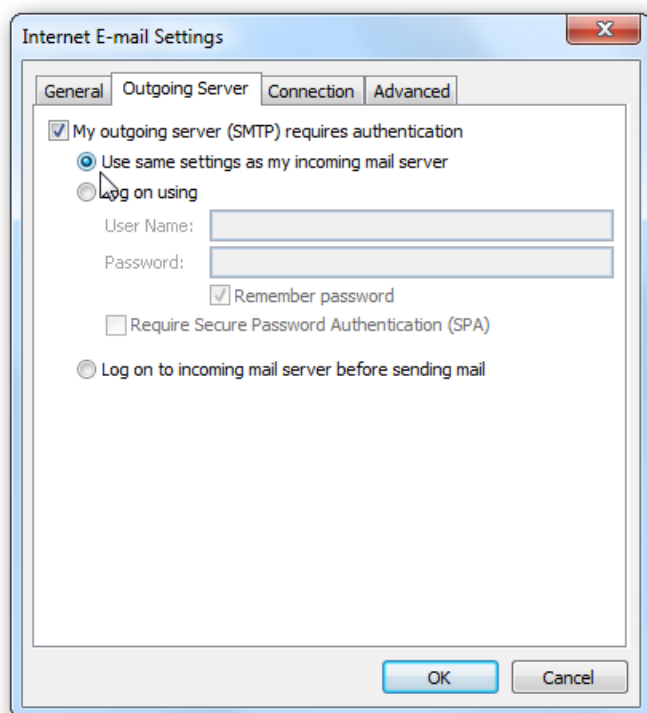 Internet E-mail Settings
General Outgoing Server Connection Advanced
My outgoing server (SMTP) requires authentication
Use same settings as my incoming mail server
Log on using
User Name:
Password:
Remember password
Require Secure Password Authentication (SPA)
Log on to incoming mail server before sending mail
OK Cancel